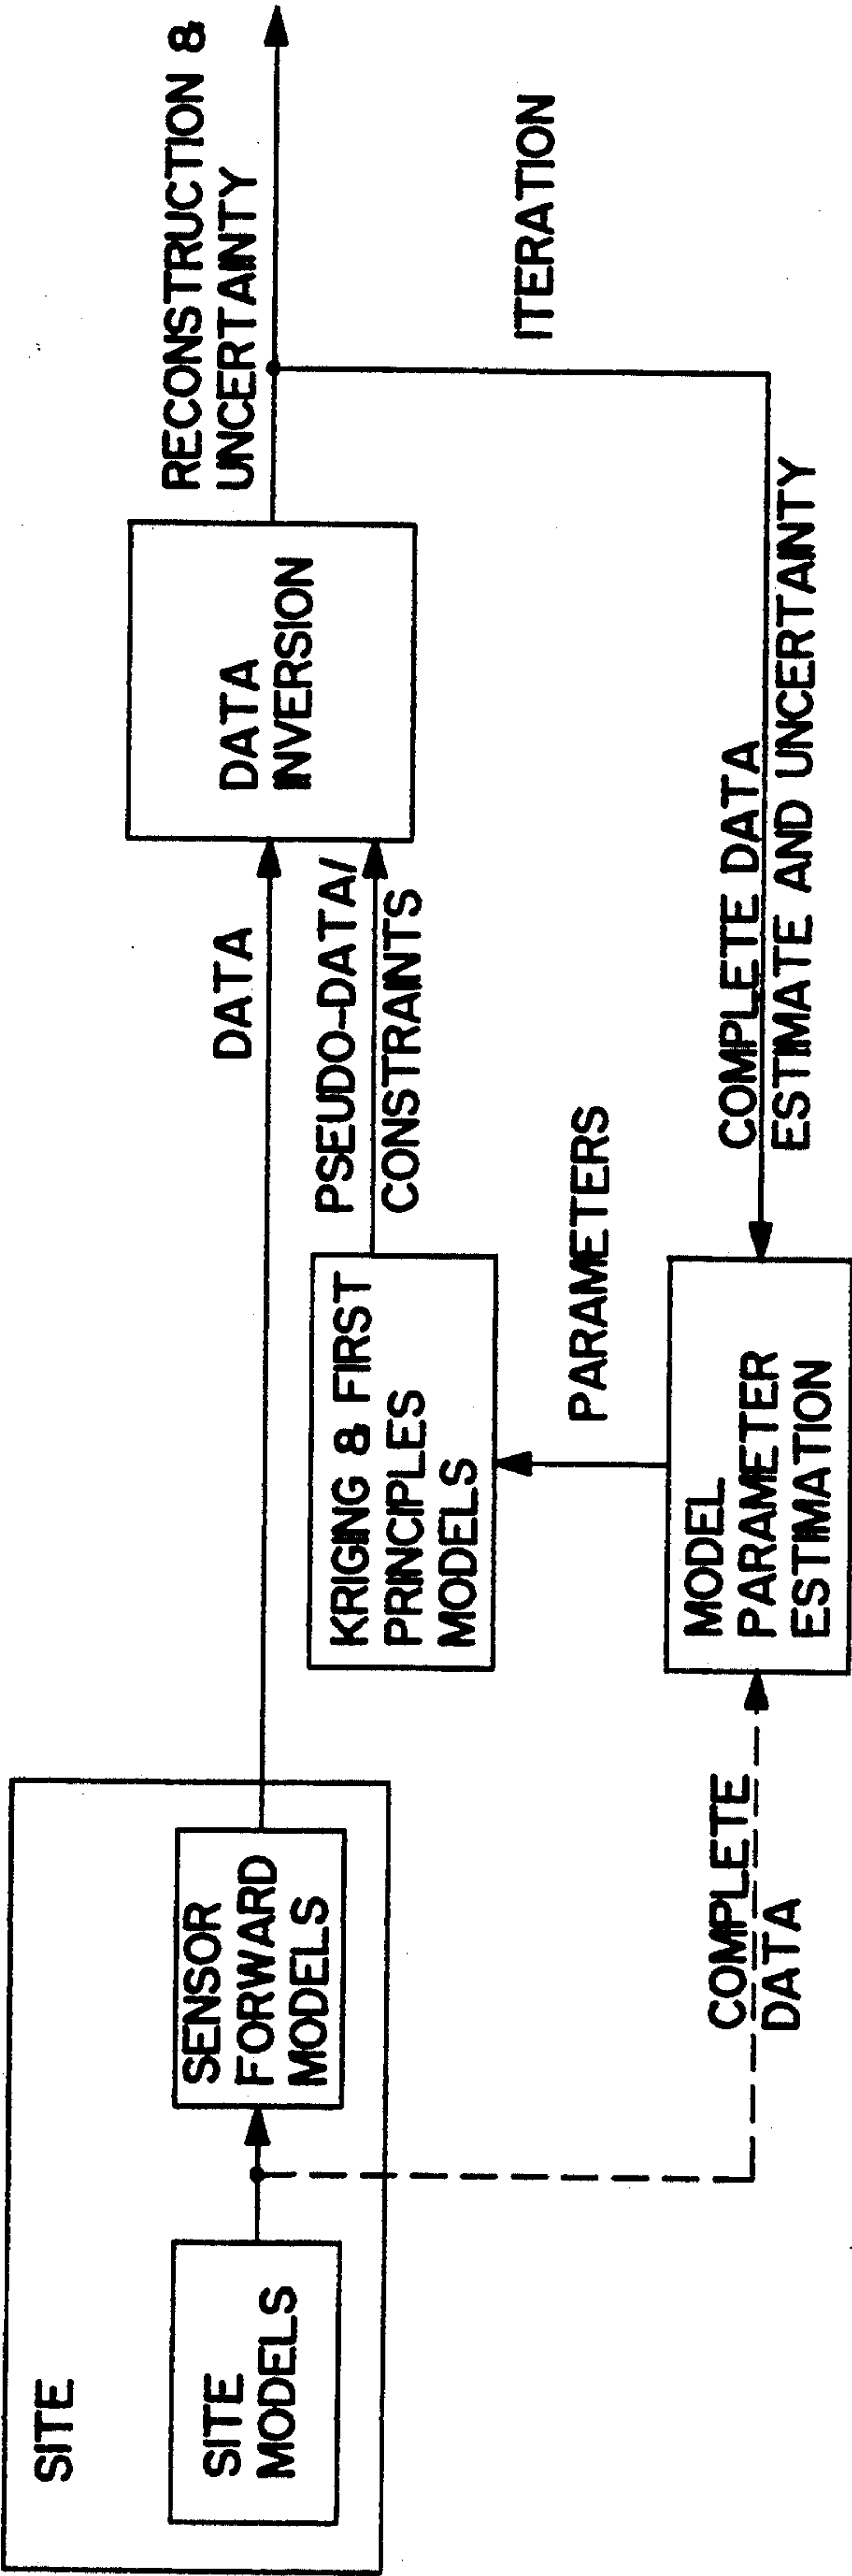 SITE
SITE
MODELS
SENSOR
FORWARD
MODELS
DATA
DATA
INVERSION
RECONSTRUCTION &
UNCERTAINTY
KRIGING & FIRST
PRINCIPLES
MODELS
PSEUDO-DATA/
CONSTRAINTS
ITERATION
PARAMETERS
COMPLETE
DATA
MODEL
PARAMETER
ESTIMATION
COMPLETE DATA
ESTIMATE AND UNCERTAINTY